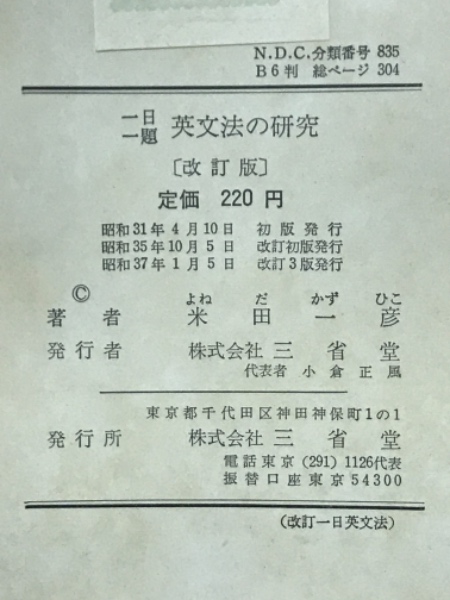 N.D.C.分類番号 835
B6判 総ページ 304
一日一題 英文法の研究
〔改訂版〕
定価 220円
昭和31年4月10日 初版発行
昭和35年10月5日 改訂初版発行
昭和37年1月5日 改訂3版発行
©
よね だ かず ひこ
著者 米田一彦
発行者 株式会社 三省堂
代表者 小倉正風
東京都千代田区神田神保町1の1
発行所 株式会社 三省堂
電話東京(291)1126代表
振替口座東京54300
(改訂一日英文法)